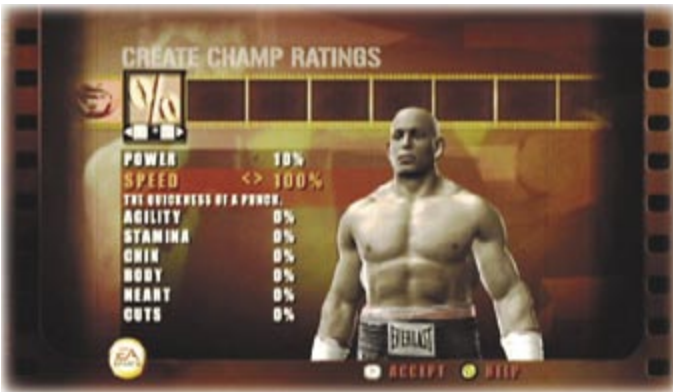 CREATE CHAMP RATINGS
%
POWER 10%
SPEED <> 100%
THE QUICKNESS OF A PUNCH.
AGILITY 0%
STAMINA 0%
CHIN 0%
BODY 0%
HEART 0%
CUTS 0%
EVERLAST
EA
ACCEPT HELP